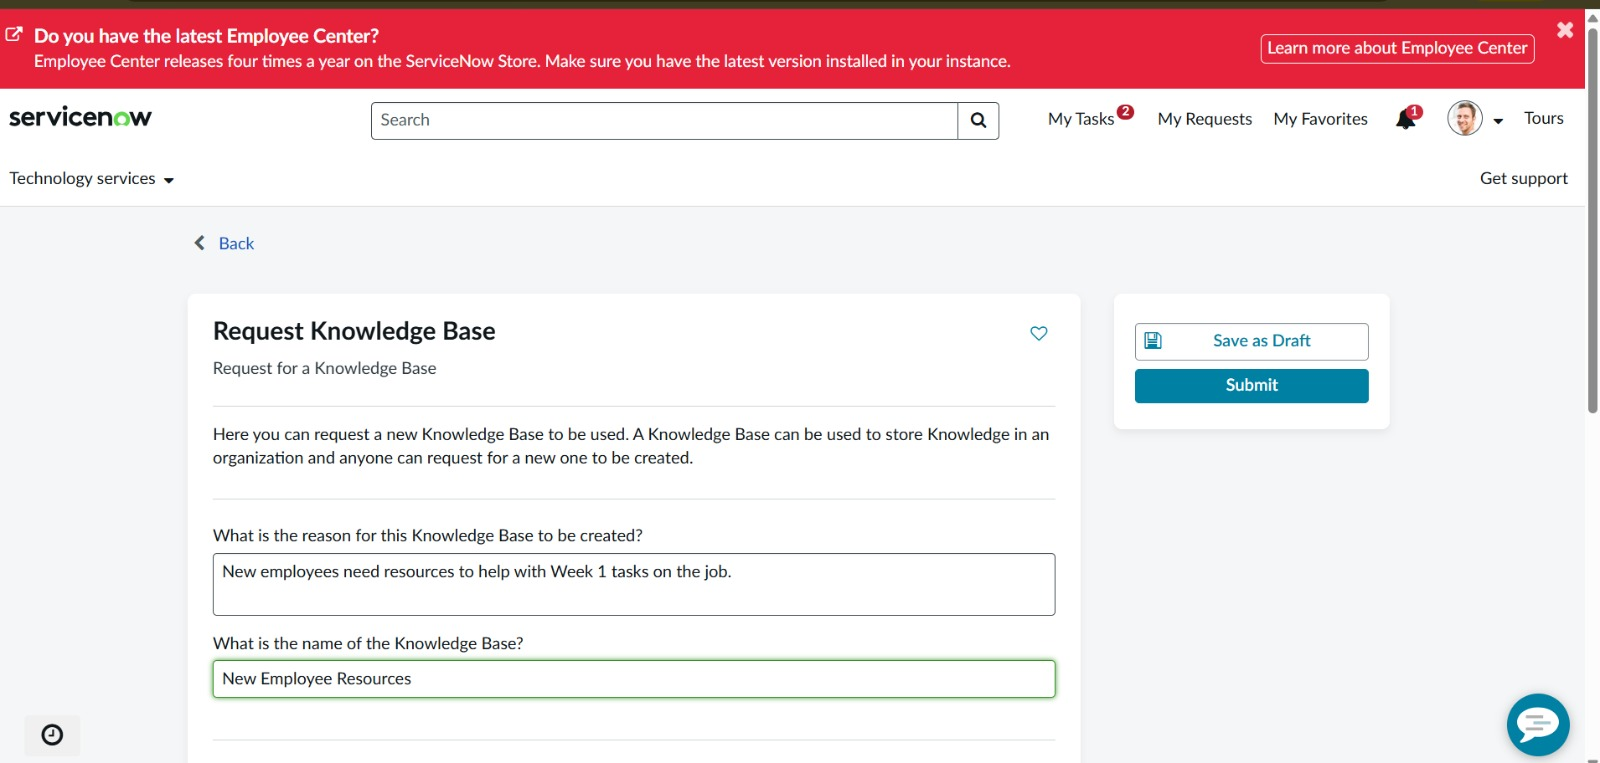 Do you have the latest Employee Center?
Employee Center releases four times a year on the ServiceNow Store. Make sure you have the latest version installed in your instance.
Learn more about Employee Center
servicenow
Search
My Tasks 2
My Requests
My Favorites
1
Tours
Technology services
Get support
Back
Request Knowledge Base
Request for a Knowledge Base
Save as Draft
Submit
Here you can request a new Knowledge Base to be used. A Knowledge Base can be used to store Knowledge in an
organization and anyone can request for a new one to be created.
What is the reason for this Knowledge Base to be created?
New employees need resources to help with Week 1 tasks on the job.
What is the name of the Knowledge Base?
New Employee Resources